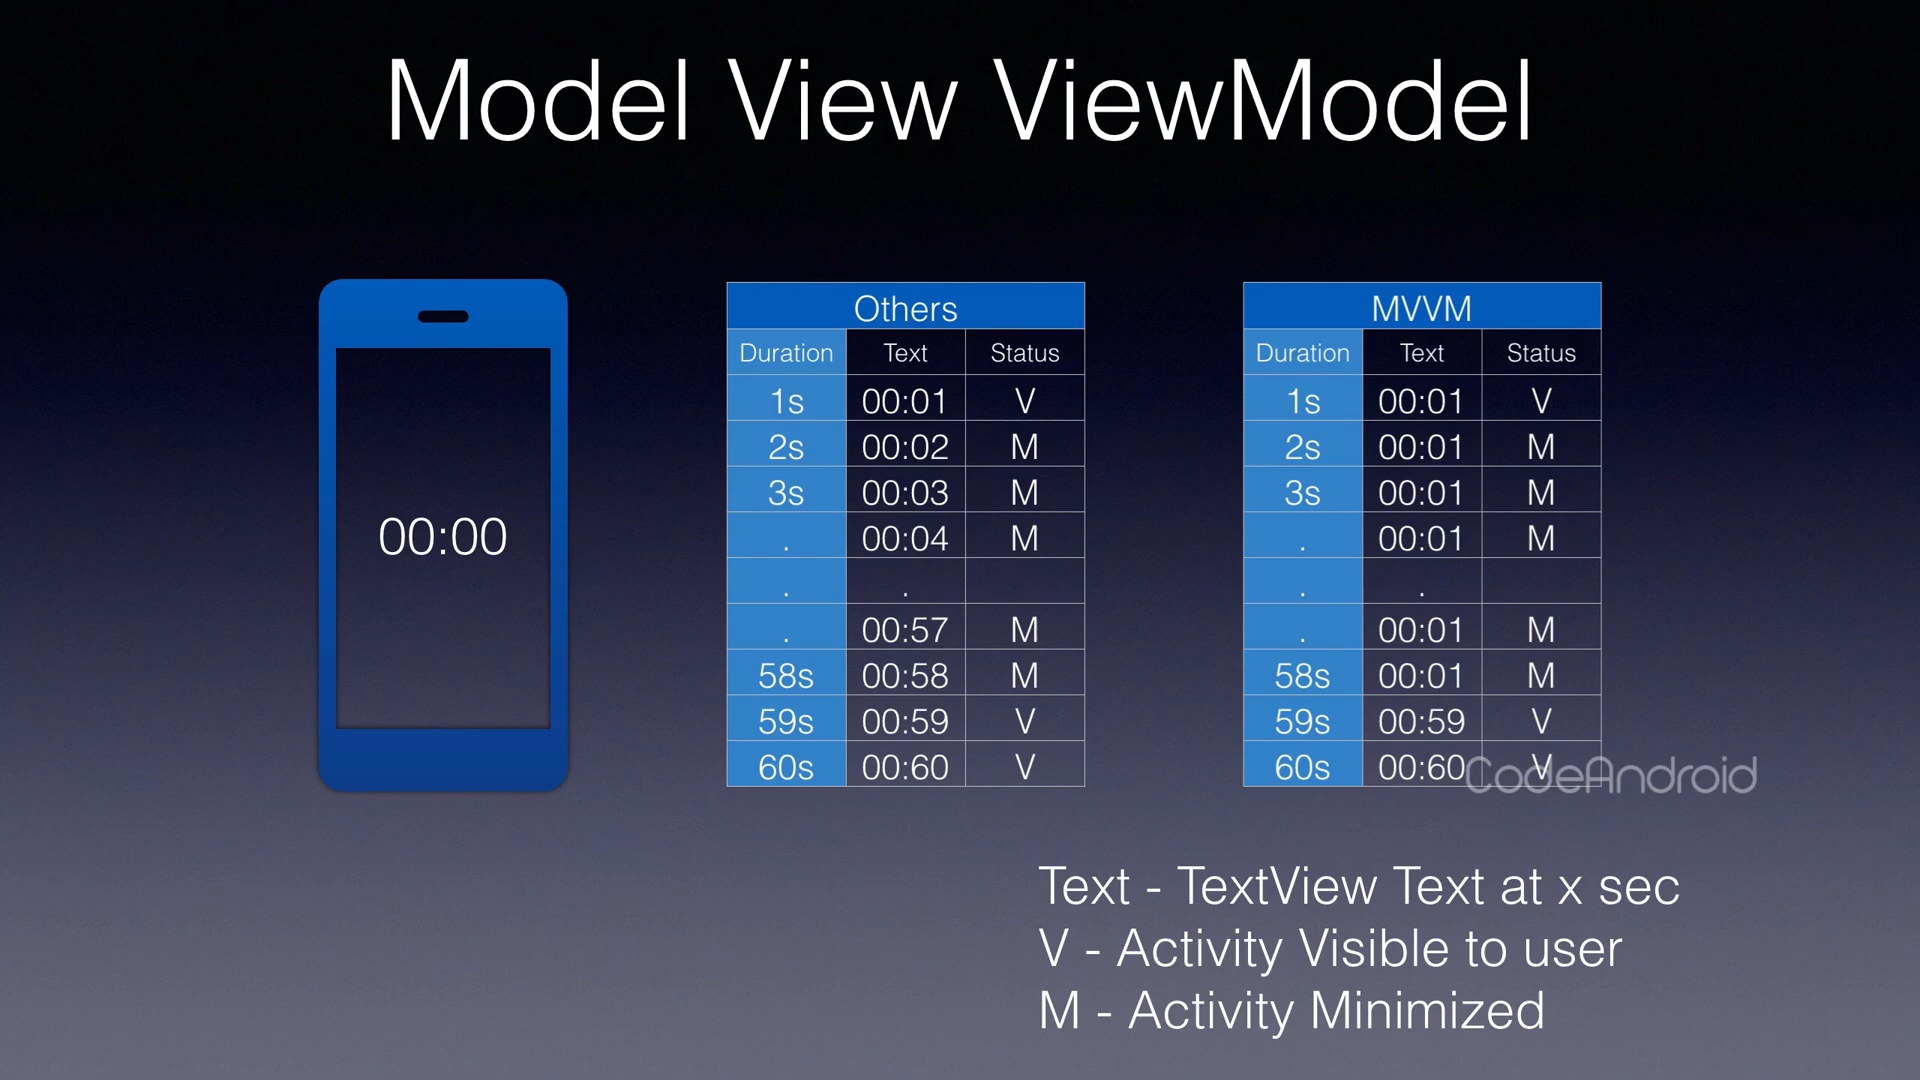 Model View ViewModel
00:00
Others
Duration Text Status
1s 00:01 V
2s 00:02 M
3s 00:03 M
. 00:04 M
. .
. 00:57 M
58s 00:58 M
59s 00:59 V
60s 00:60 V
MVVM
Duration Text Status
1s 00:01 V
2s 00:01 M
3s 00:01 M
. 00:01 M
. .
. 00:01 M
58s 00:01 M
59s 00:59 V
60s 00:60 V
CodeAndroid
Text - TextView Text at x sec
V - Activity Visible to user
M - Activity Minimized